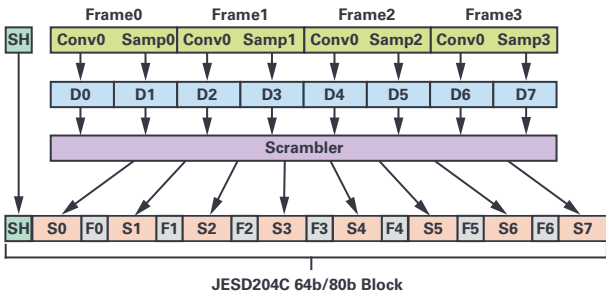 Frame0 Frame1 Frame2 Frame3
SH Conv0 Samp0 Conv0 Samp1 Conv0 Samp2 Conv0 Samp3
D0 D1 D2 D3 D4 D5 D6 D7
Scrambler
SH S0 F0 S1 F1 S2 F2 S3 F3 S4 F4 S5 F5 S6 F6 S7
JESD204C 64b/80b Block